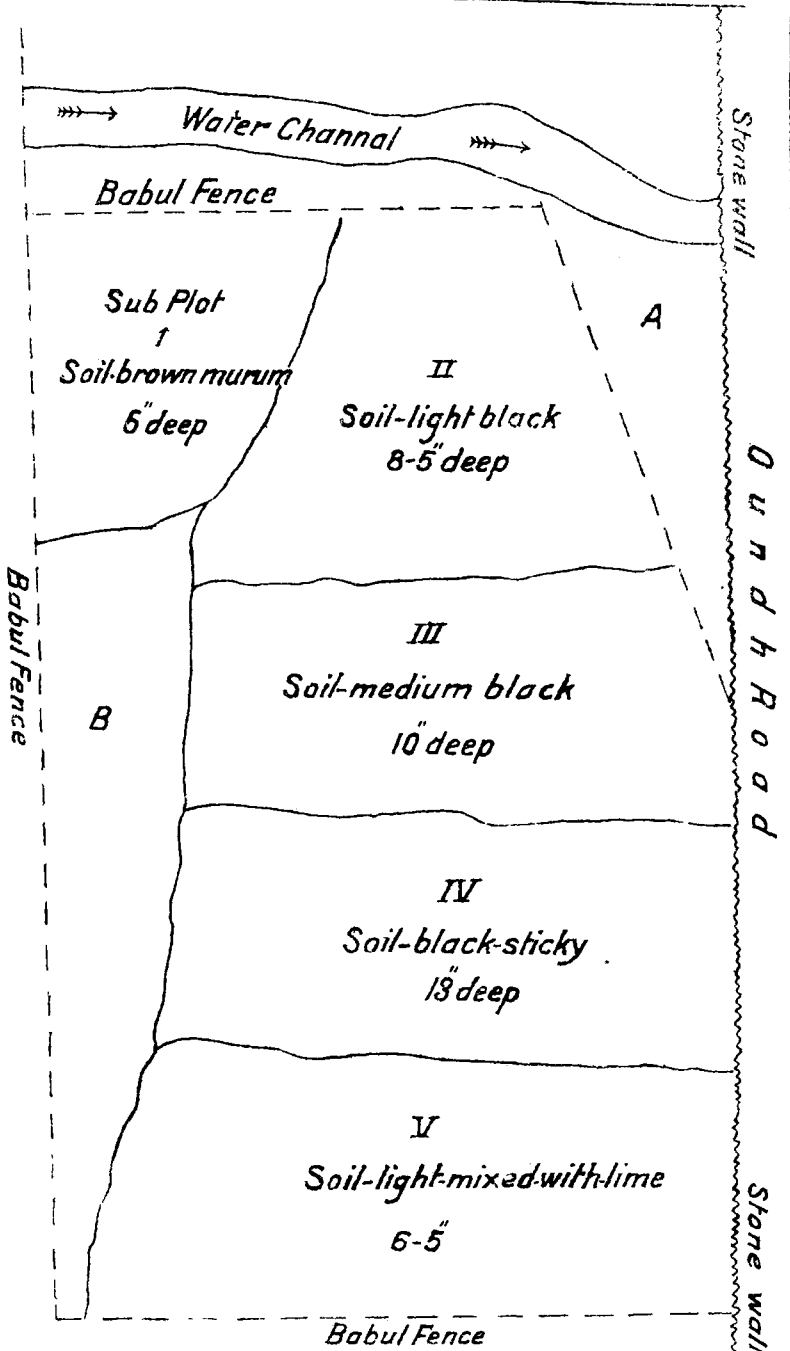 Water Channal
Stone wall
Babul Fence
Sub Plot
I
Soil-brown murum
6" deep
A
II
Soil-light black
8-5" deep
Oundh Road
Babul Fence
B
III
Soil-medium black
10" deep
IV
Soil-black-sticky
18" deep
V
Soil-light-mixed-with-lime
6-5"
Stone wall
Babul Fence